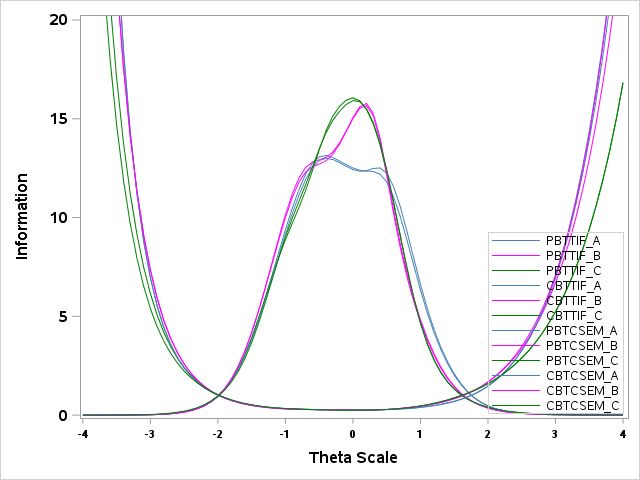 20
15
10
5
0
Information
-4 -3 -2 -1 0 1 2 3 4
Theta Scale
PBTTIF_A
PBTTIF_B
PBTTIF_C
CBTTIF_A
CBTTIF_B
CBTTIF_C
PBTCSEM_A
PBTCSEM_B
PBTCSEM_C
CBTCSEM_A
CBTCSEM_B
CBTCSEM_C